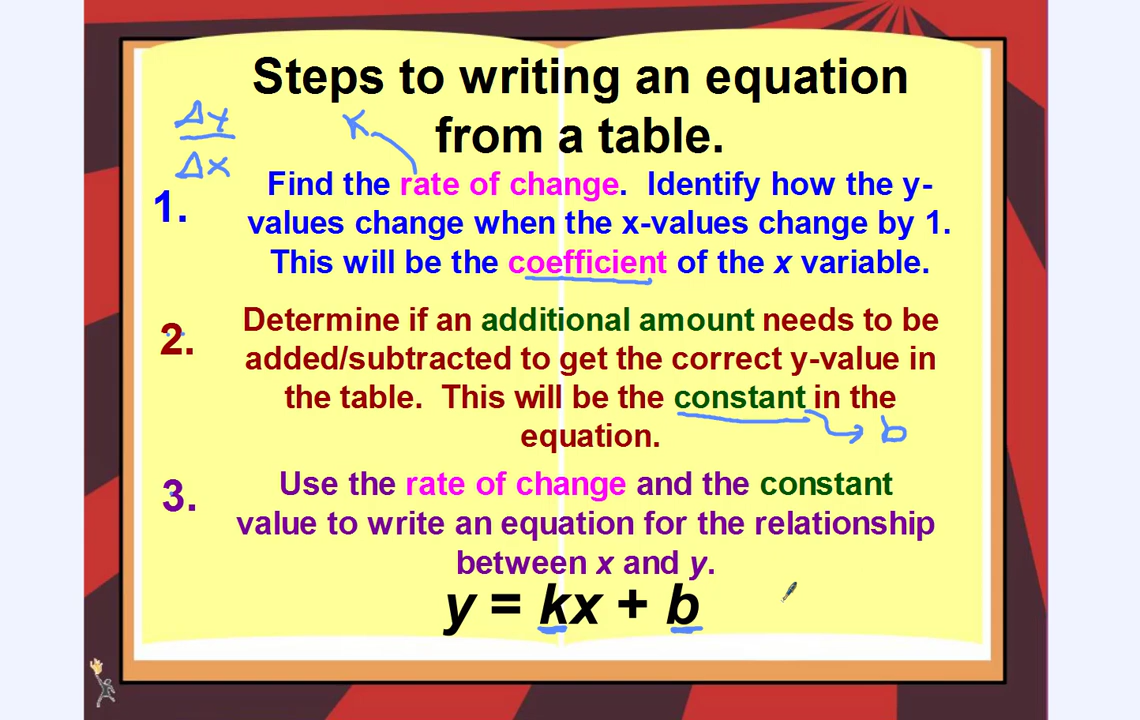 Steps to writing an equation
from a table.
Δy
Δx
K
1.
Find the rate of change. Identify how the y-
values change when the x-values change by 1.
This will be the coefficient of the x variable.
2.
Determine if an additional amount needs to be
added/subtracted to get the correct y-value in
the table. This will be the constant in the
equation.
b
3.
Use the rate of change and the constant
value to write an equation for the relationship
between x and y.
y = kx + b